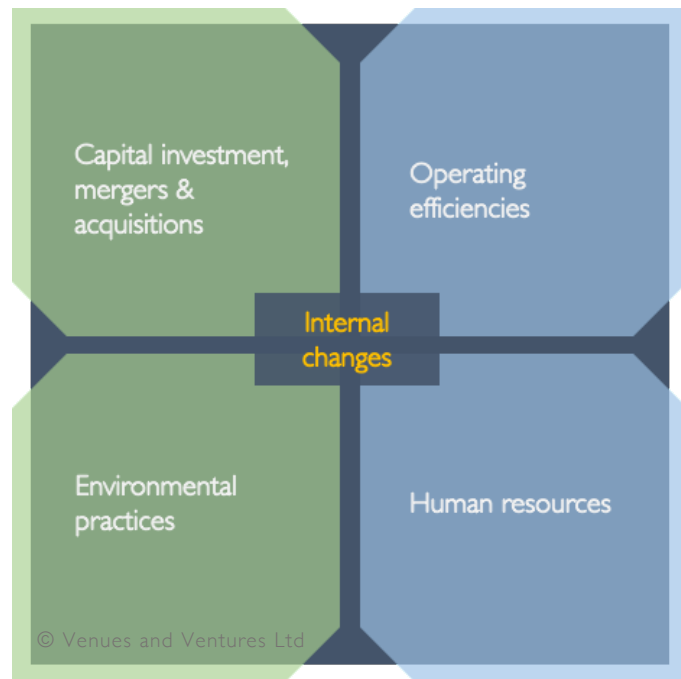 Capital investment,
mergers &
acquisitions
Operating
efficiencies
Internal
changes
Environmental
practices
Human resources
© Venues and Ventures Ltd